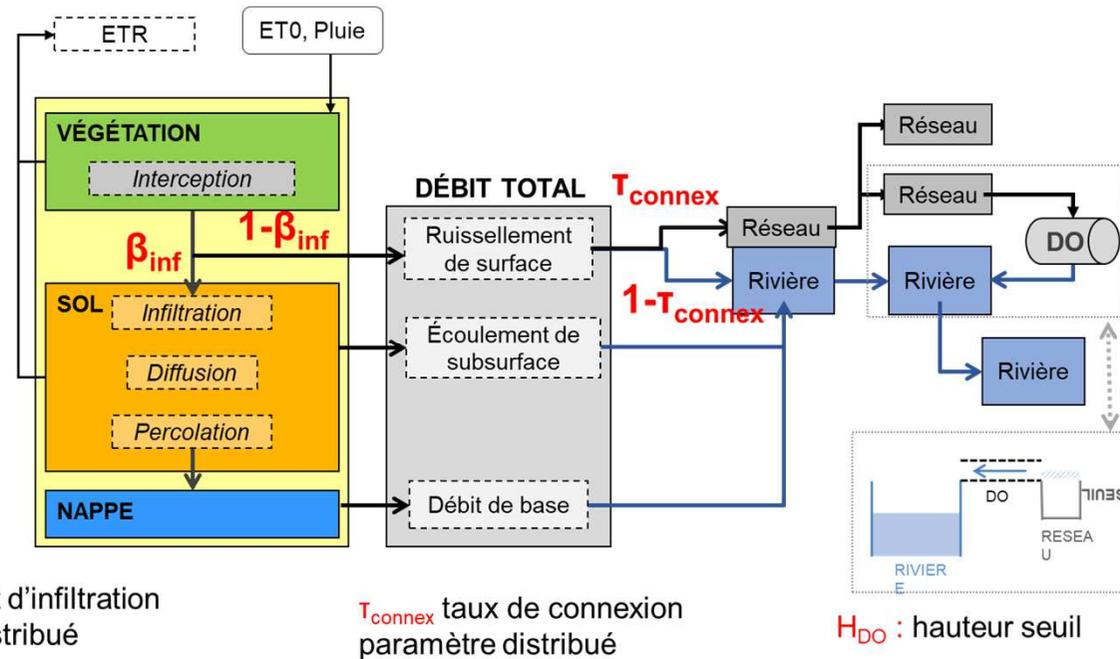 ETR
ET0, Pluie
VÉGÉTATION
Interception
1-βinf
βinf
SOL
Infiltration
Diffusion
Percolation
NAPPE
DÉBIT TOTAL
Ruissellement
de surface
Écoulement de
subsurface
Débit de base
τconnex
1-τconnex
Réseau
Rivière
Réseau
Réseau
DO
Rivière
Rivière
DO
SEUIL
RESEA
U
RIVIER
E
d'infiltration
τconnex taux de connexion
paramètre distribué
HDO : hauteur seuil